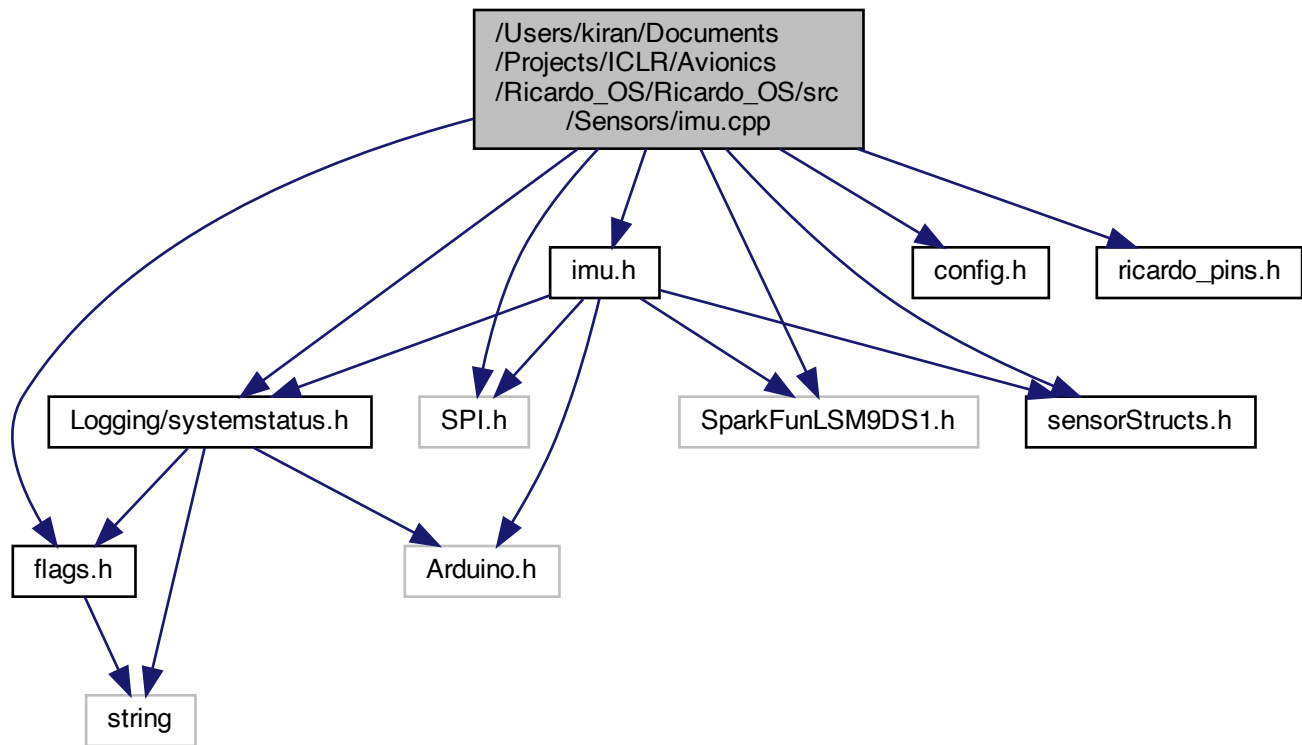 /Users/kiran/Documents
/Projects/ICLR/Avionics
/Ricardo_OS/Ricardo_OS/src
/Sensors/imu.cpp
imu.h
config.h
ricardo_pins.h
Logging/systemstatus.h
SPI.h
SparkFunLSM9DS1.h
sensorStructs.h
flags.h
Arduino.h
string